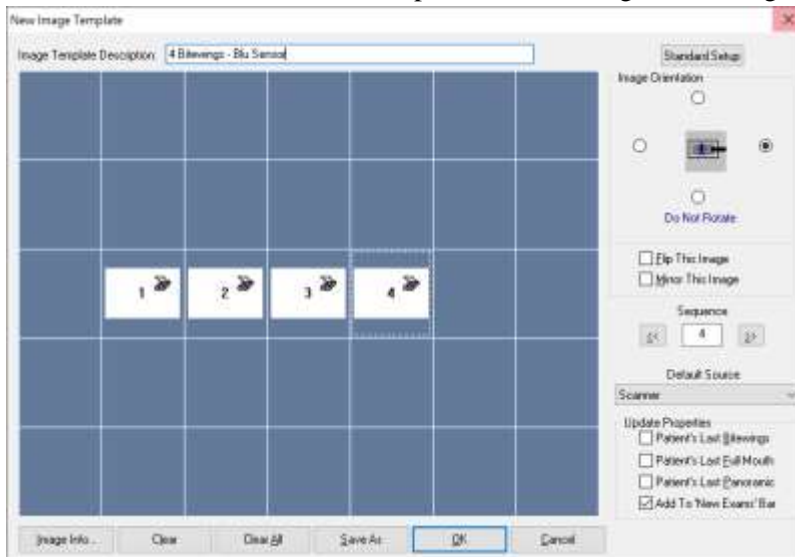 New Image Template
Image Template Description: 4 Bitewings - Blu Sensor
Standard Setup
Image Orientation
Do Not Rotate
Flip This Image
Mirror This Image
1 2 3 4
Sequence
<< 4 >>
Default Source
Scanner
Update Properties
Patient's Last Bitewings
Patient's Last Full Mouth
Patient's Last Panoramic
Add To 'New Exams' Bar
Image Info... Clear Clear All Save As OK Cancel